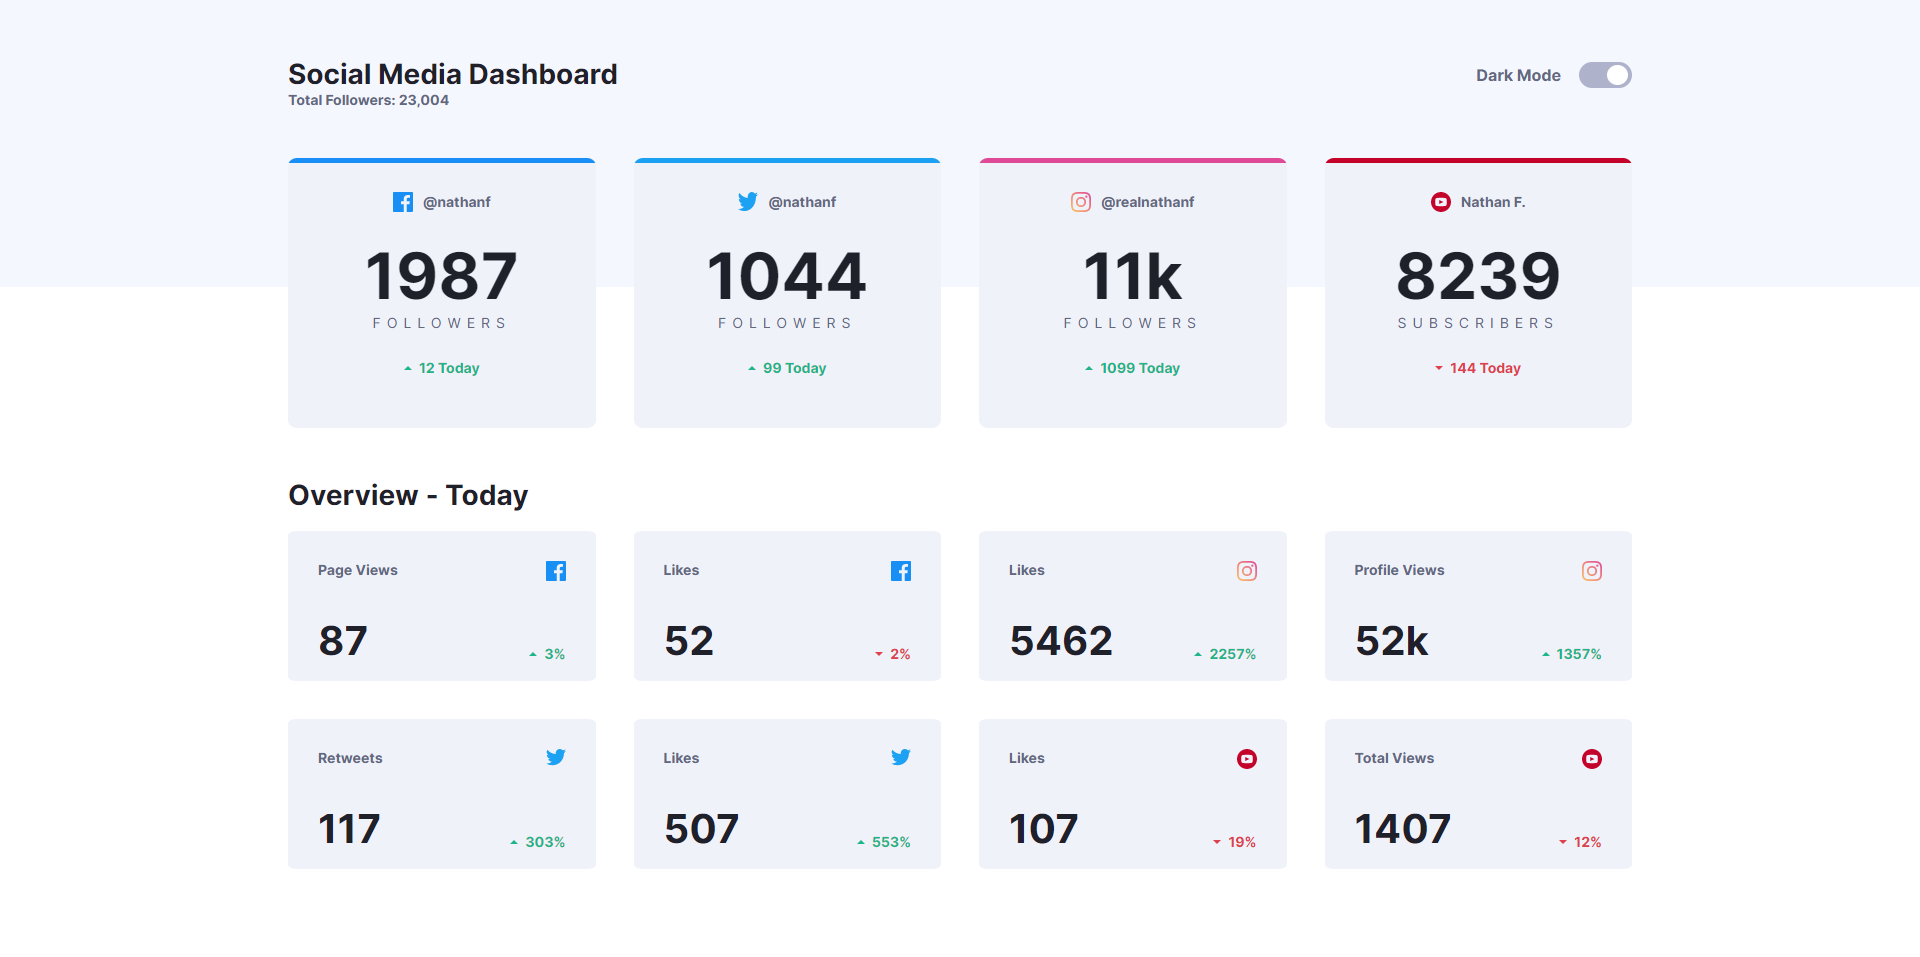 Social Media Dashboard
Total Followers: 23,004
Dark Mode
@nathanf
1987
FOLLOWERS
12 Today
@nathanf
1044
FOLLOWERS
99 Today
@realnathanf
11k
FOLLOWERS
1099 Today
Nathan F.
8239
SUBSCRIBERS
144 Today
Overview - Today
Page Views
87
3%
Likes
52
2%
Likes
5462
2257%
Profile Views
52k
1357%
Retweets
117
303%
Likes
507
553%
Likes
107
19%
Total Views
1407
12%